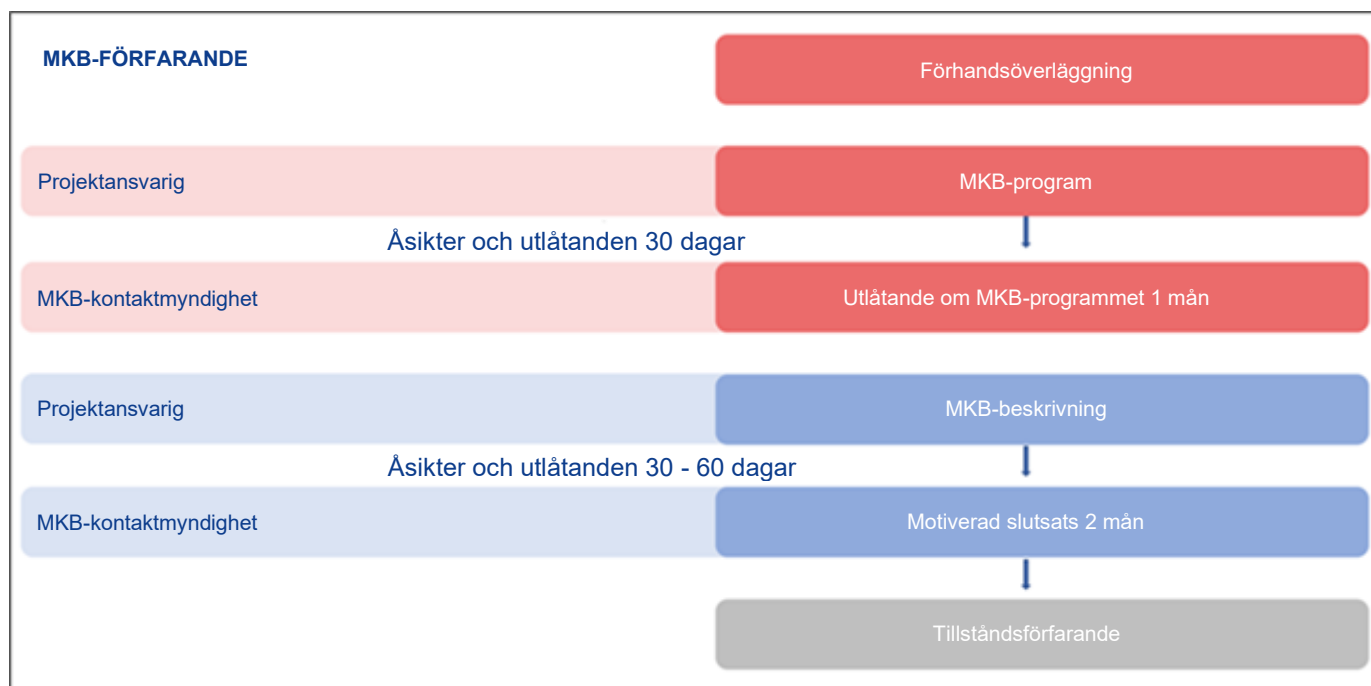 MKB-FÖRFARANDE
Förhandsöverläggning
Projektansvarig
MKB-program
Åsikter och utlåtanden 30 dagar
MKB-kontaktmyndighet
Utlåtande om MKB-programmet 1 mån
Projektansvarig
MKB-beskrivning
Åsikter och utlåtanden 30 - 60 dagar
MKB-kontaktmyndighet
Motiverad slutsats 2 mån
Tillståndsförfarande